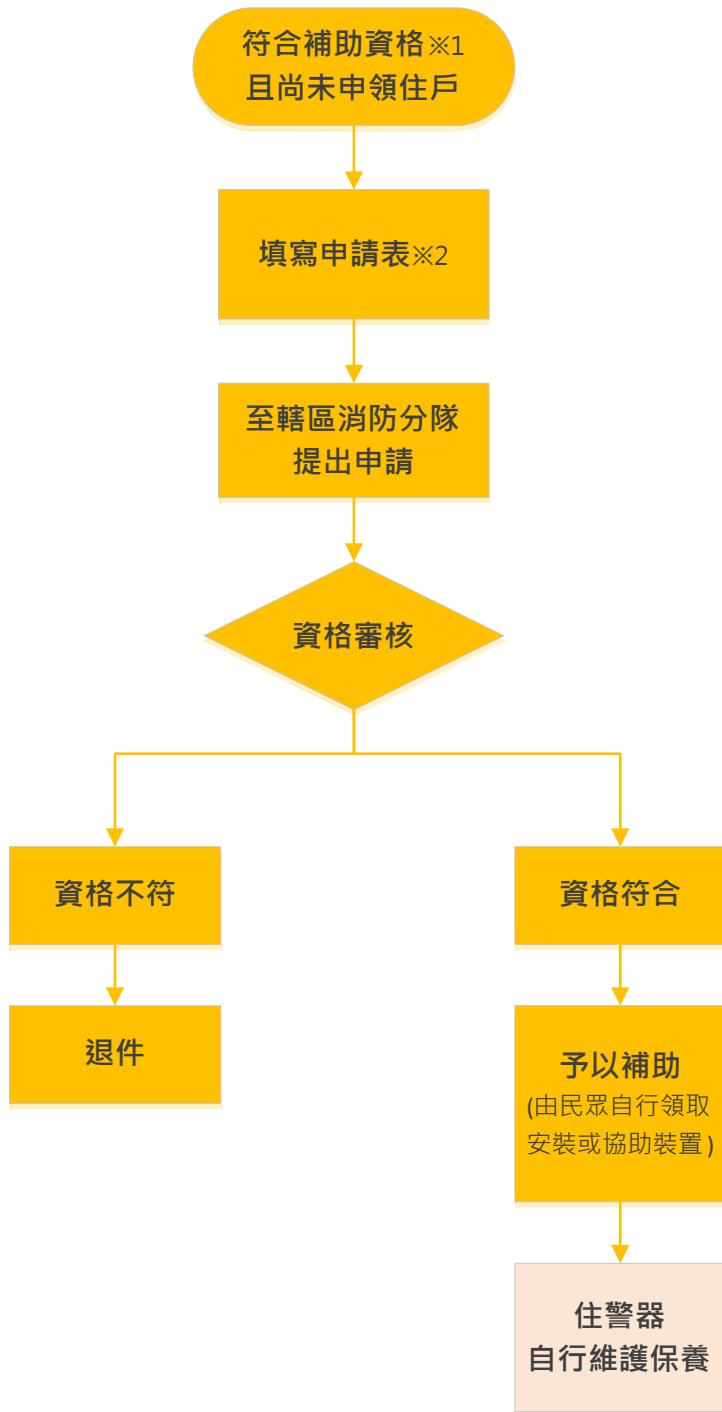 符合補助資格※1
且尚未申領住戶
填寫申請表※2
至轄區消防分隊
提出申請
資格審核
資格不符
資格符合
退件
予以補助
(由民眾自行領取
安裝或協助裝置)
住警器
自行維護保養